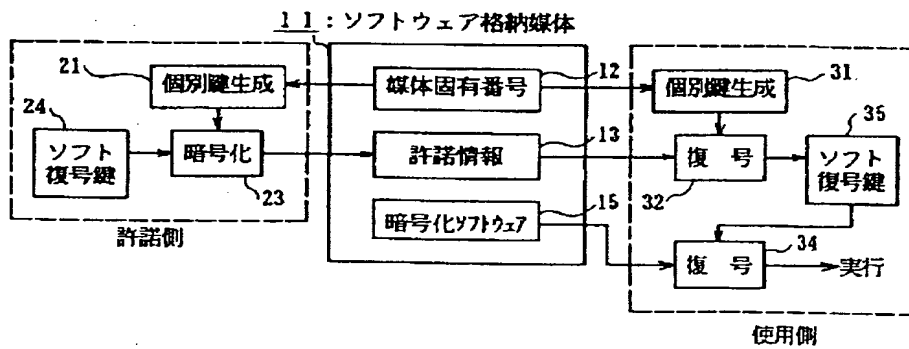 11:ソフトウェア格納媒体
21
個別鍵生成
24
ソフト
復号鍵
暗号化
23
許諾側
媒体固有番号
12
許諾情報
13
暗号化ソフトウェア
15
31
個別鍵生成
35
復号
32
ソフト
復号鍵
34
復号
実行
使用側